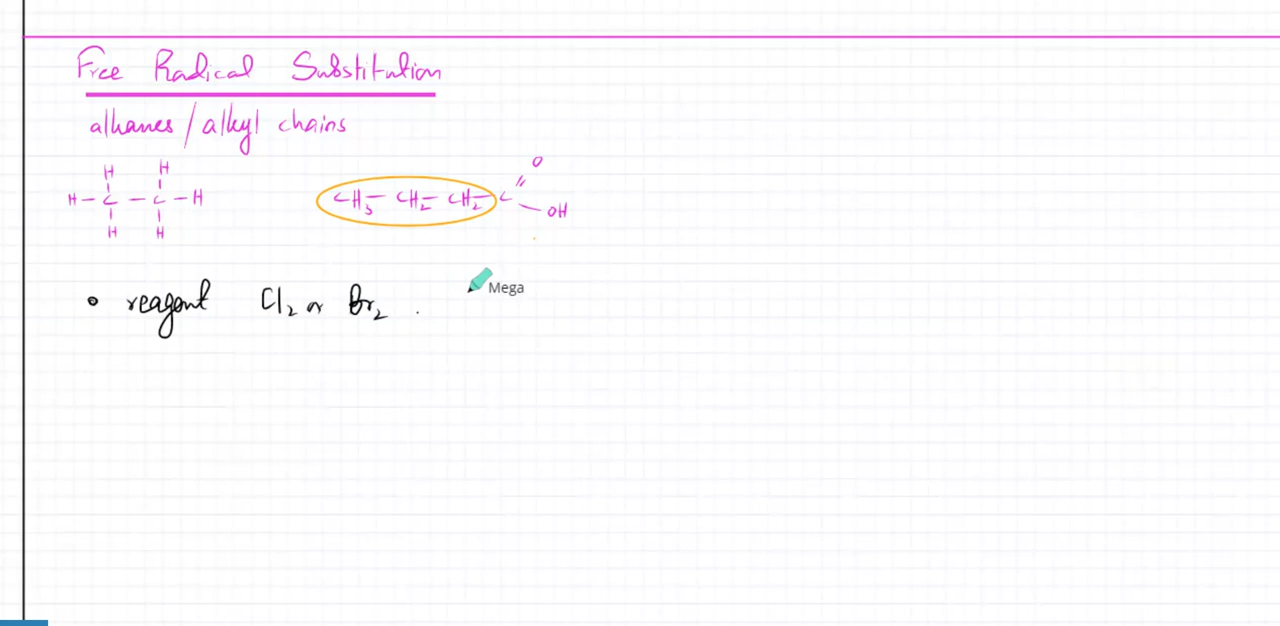 Free Radical Substitution
alkanes / alkyl chains
H H
H – C – C – H
H H
CH3 – CH2 – CH2 – C
O
OH
• reagent Cl2 or Br2 .
Mega